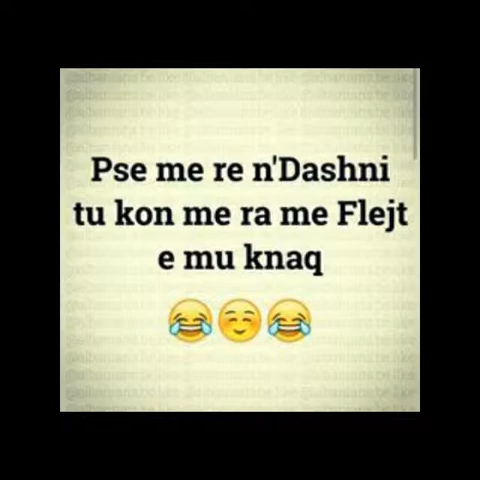 Pse me re n'Dashni
tu kon me ra me Flejt
e mu knaq
😂☺️😂